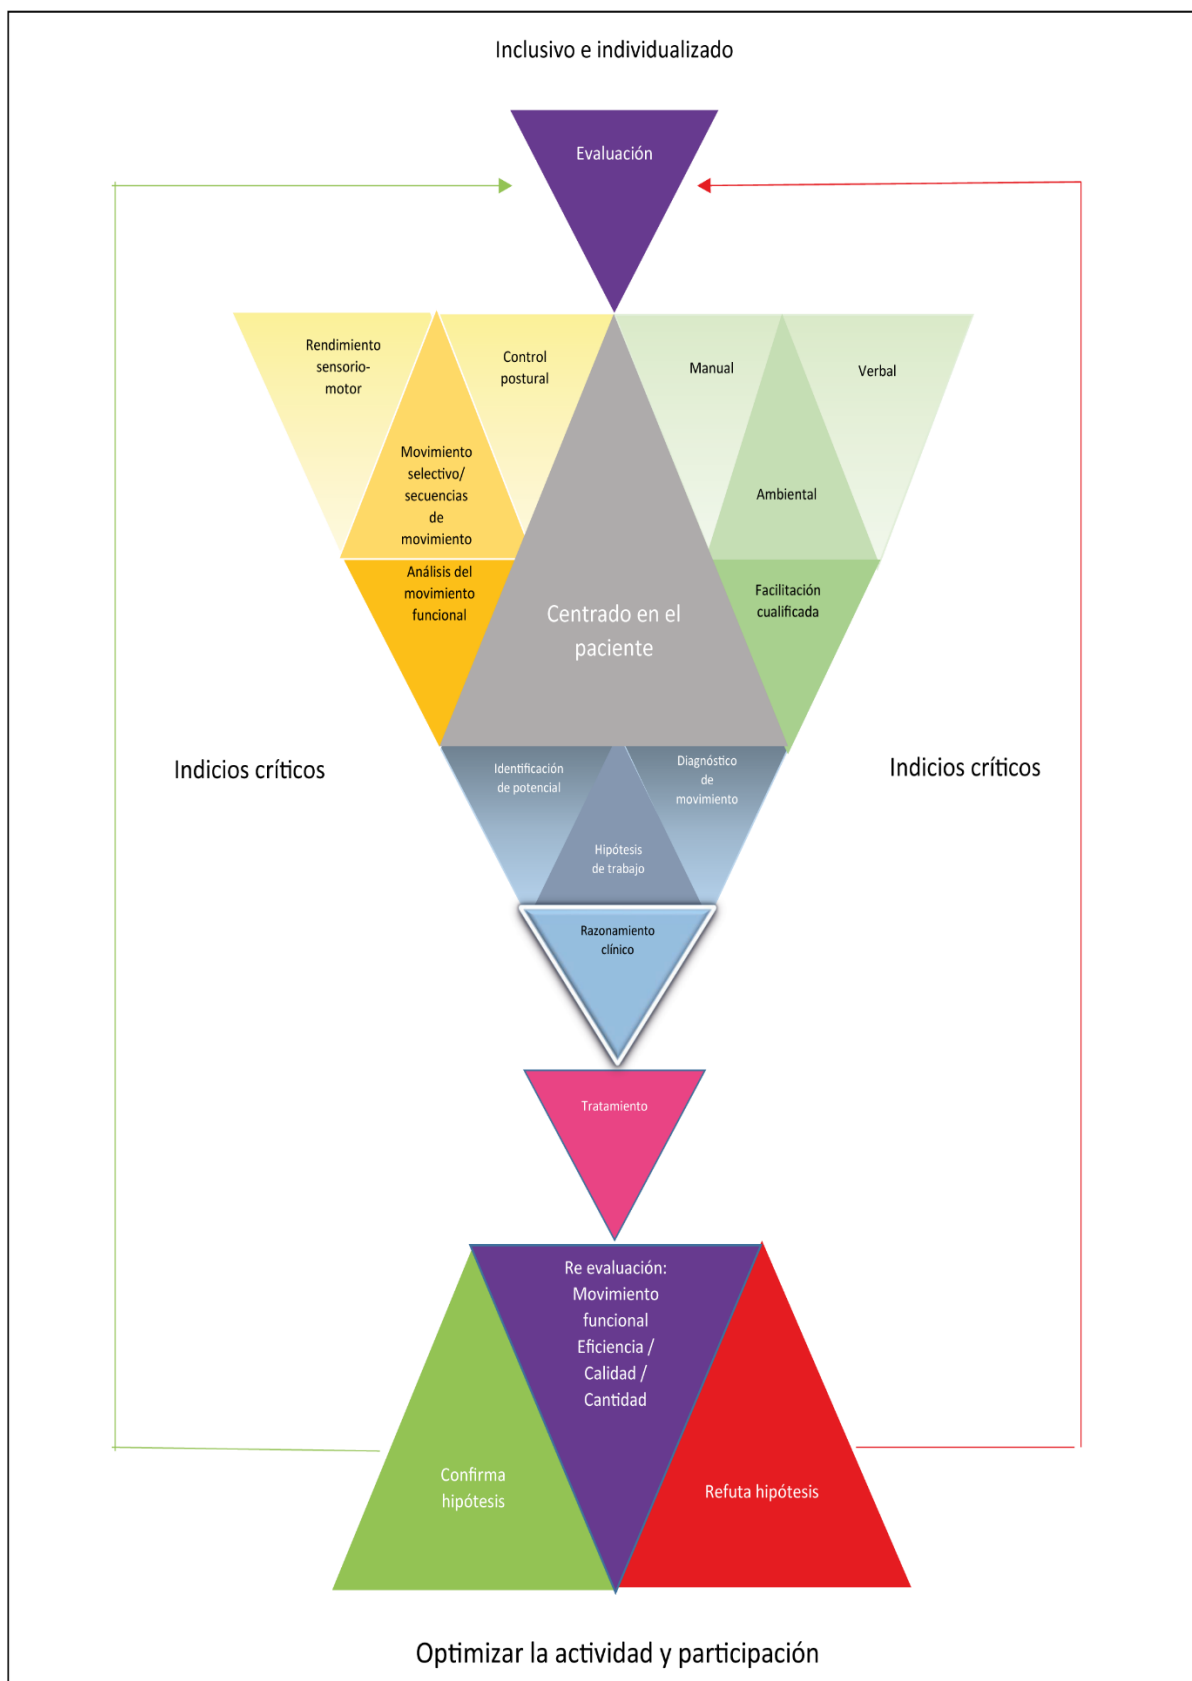 Inclusivo e individualizado
Evaluación
Rendimiento
sensorio-
motor
Control
postural
Manual
Verbal
Movimiento
selectivo/
secuencias
de
movimiento
Ambiental
Análisis del
movimiento
funcional
Facilitación
cualificada
Centrado en el
paciente
Indicios críticos
Indicios críticos
Identificación
de potencial
Diagnóstico
de
movimiento
Hipótesis
de trabajo
Razonamiento
clínico
Tratamiento
Re evaluación:
Movimiento
funcional
Eficiencia /
Calidad /
Cantidad
Confirma
hipótesis
Refuta hipótesis
Optimizar la actividad y participación